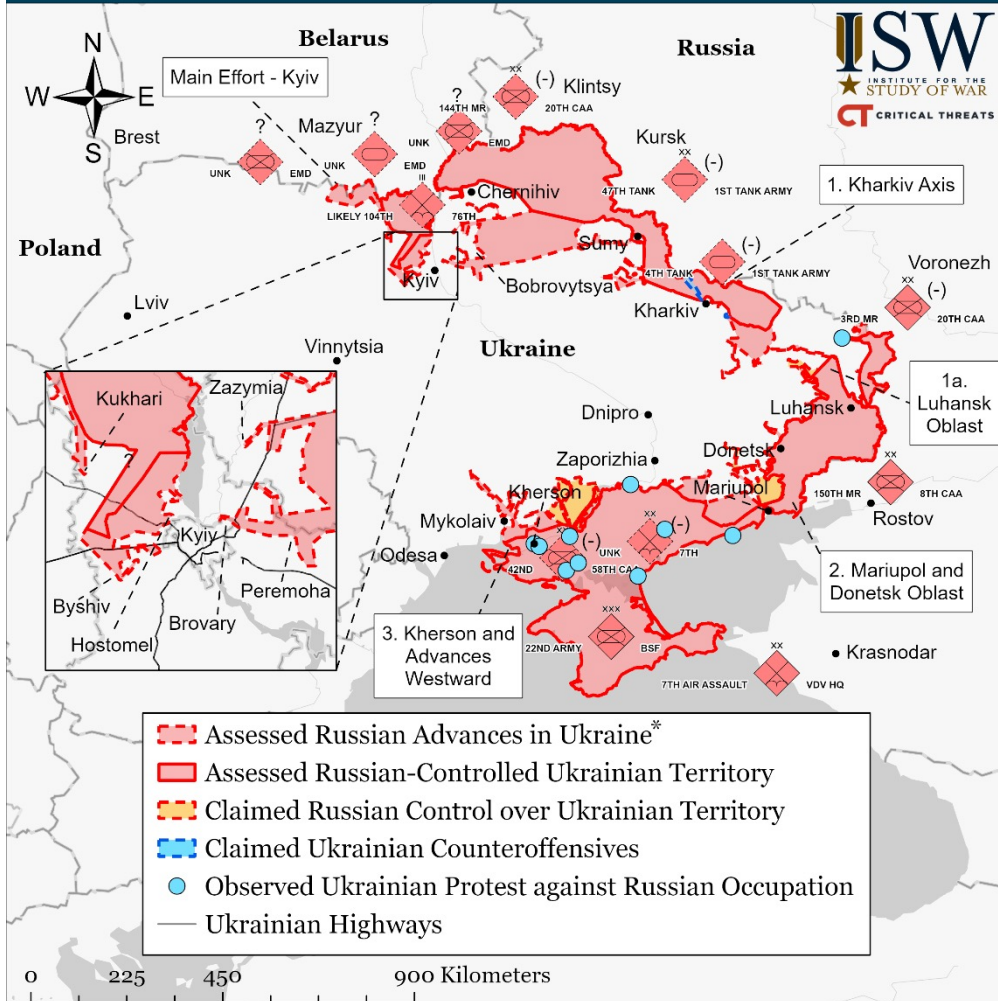 N
W E
S
Belarus
Russia
ISW
INSTITUTE FOR THE
STUDY OF WAR
CT CRITICAL THREATS
Main Effort - Kyiv
Brest
?
UNK EMD
Mazyur
?
UNK EMD
?
144TH MR
UNK EMD
xx
(-)
20TH CAA
Klintsy
Kursk
xx
(-)
47TH TANK 1ST TANK ARMY
III
LIKELY 104TH 76TH
Chernihiv
1. Kharkiv Axis
Poland
Sumy
(-)
4TH TANK 1ST TANK ARMY
Kyiv
Bobrovytsya
Voronezh
xx
(-)
3RD MR 20TH CAA
Lviv
Kharkiv
Ukraine
Vinnytsia
1a.
Luhansk
Oblast
Luhansk
Dnipro
Donetsk
Zaporizhia
Mariupol
xx
150TH MR 8TH CAA
Rostov
Kherson
Mykolaiv
Odesa
xx
(-)
42ND 58TH CAA
xx
(-)
UNK 7TH
2. Mariupol and
Donetsk Oblast
3. Kherson and
Advances
Westward
xxx
22ND ARMY BSF
Krasnodar
xx
7TH AIR ASSAULT VDV HQ
Kukhari
Zazymia
?
Kyiv
Byshiv
Hostomel
Brovary
Peremoha
Assessed Russian Advances in Ukraine*
Assessed Russian-Controlled Ukrainian Territory
Claimed Russian Control over Ukrainian Territory
Claimed Ukrainian Counteroffensives
Observed Ukrainian Protest against Russian Occupation
Ukrainian Highways
0 225 450 900 Kilometers